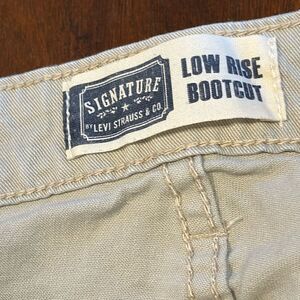 SIGNATURE
BY LEVI STRAUSS & CO.
LOW RISE
BOOTCUT